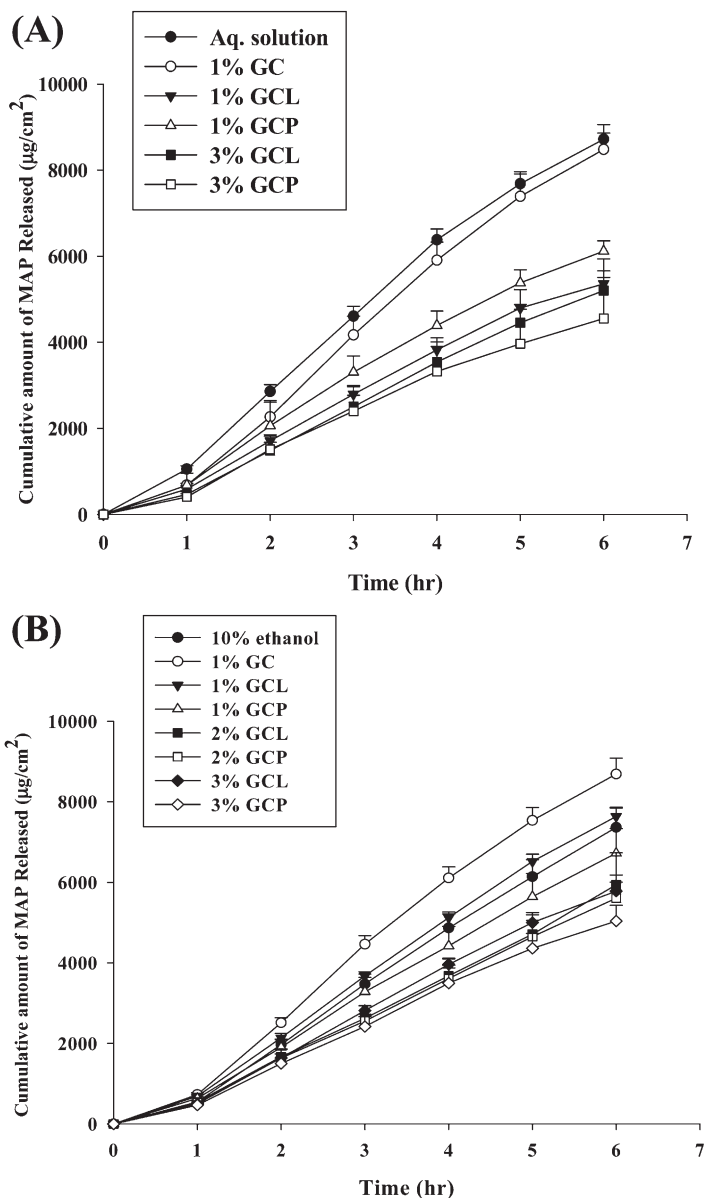 (A)
Aq. solution
1% GC
1% GCL
1% GCP
3% GCL
3% GCP
Cumulative amount of MAP Released (μg/cm²)
10000
8000
6000
4000
2000
0
0 1 2 3 4 5 6 7
Time (hr)
(B)
10% ethanol
1% GC
1% GCL
1% GCP
2% GCL
2% GCP
3% GCL
3% GCP
Cumulative amount of MAP Released (μg/cm²)
10000
8000
6000
4000
2000
0
0 1 2 3 4 5 6 7
Time (hr)